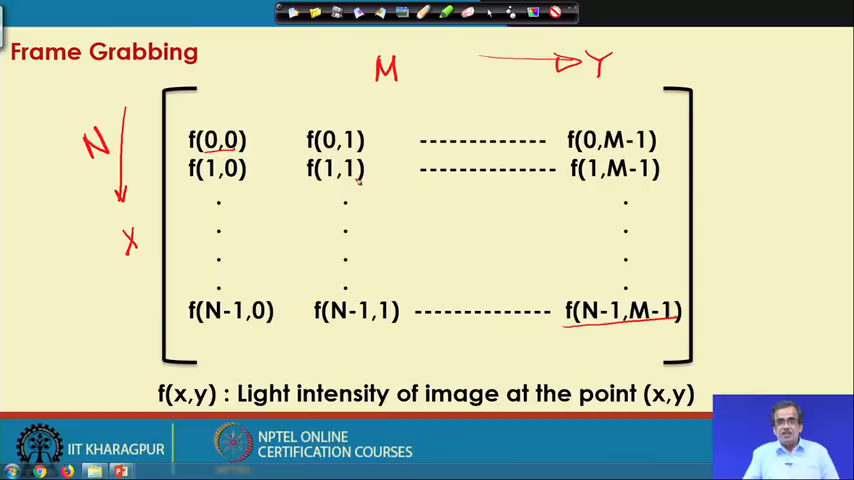 Frame Grabbing
M
Y
N
X
f(0,0) f(0,1) ------------- f(0,M-1)
f(1,0) f(1,1) -------------- f(1,M-1)
. . .
. . .
. . .
. . .
f(N-1,0) f(N-1,1) -------------- f(N-1,M-1)
f(x,y) : Light intensity of image at the point (x,y)
IIT KHARAGPUR
NPTEL ONLINE
CERTIFICATION COURSES